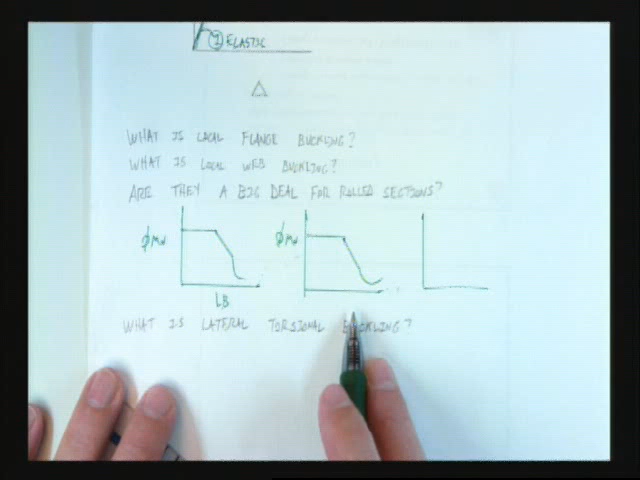 ① ELASTIC
Δ
WHAT IS LOCAL FLANGE BUCKLING?
WHAT IS LOCAL WEB BUCKLING?
ARE THEY A BIG DEAL FOR ROLLED SECTIONS?
ϕMn ϕMn
LB
WHAT IS LATERAL TORSIONAL BUCKLING?